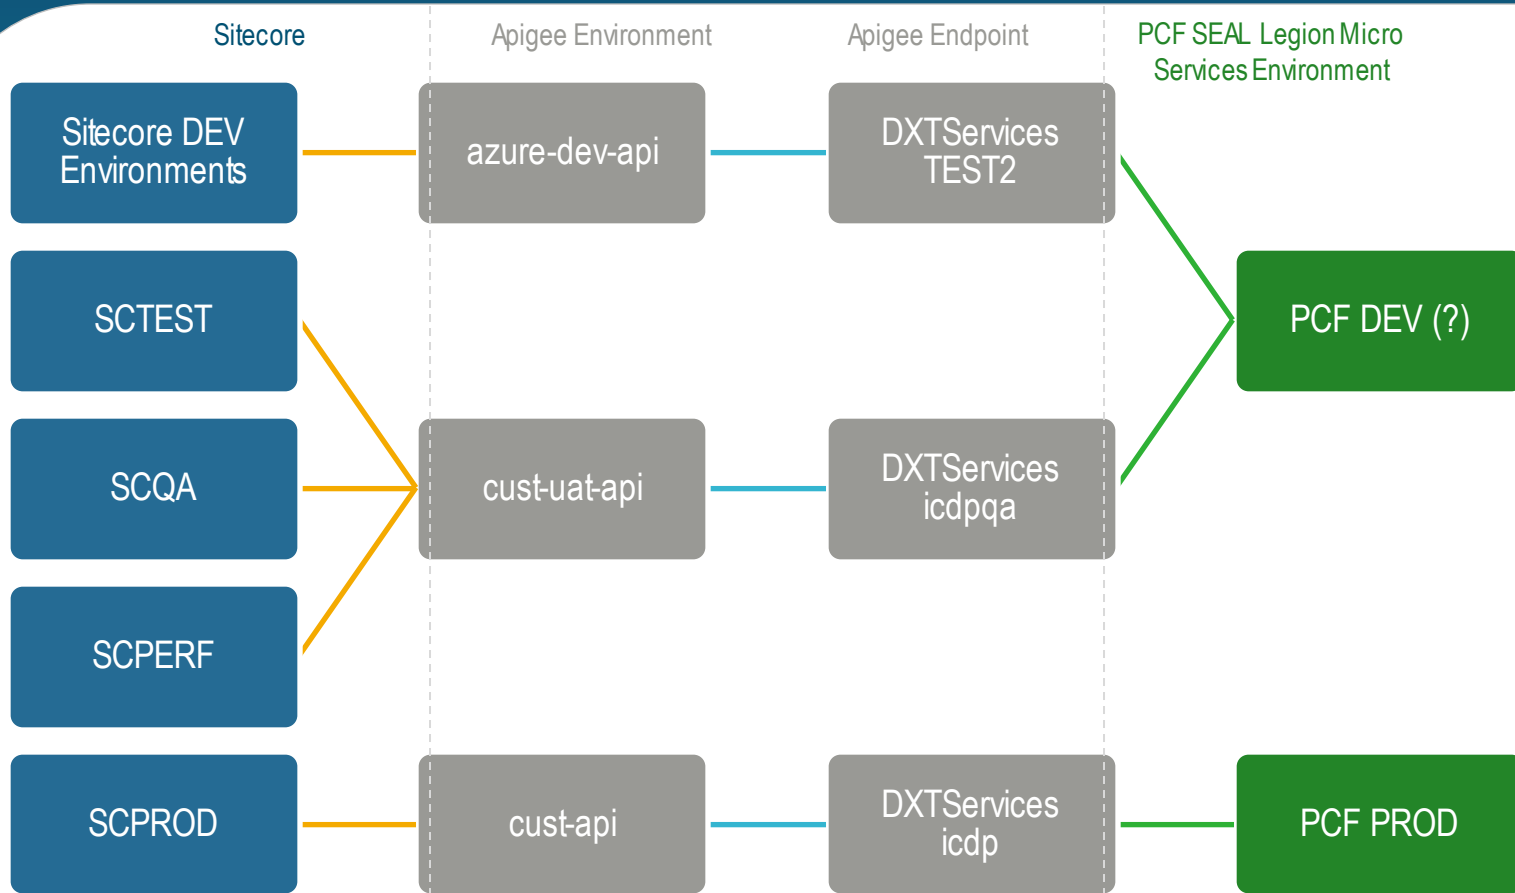 Sitecore
Apigee Environment
Apigee Endpoint
PCF SEAL Legion Micro
Services Environment
Sitecore DEV
Environments
azure-dev-api
DXTServices
TEST2
SCTEST
PCF DEV (?)
SCQA
cust-uat-api
DXTServices
icdpqa
SCPERF
SCPROD
cust-api
DXTServices
icdp
PCF PROD